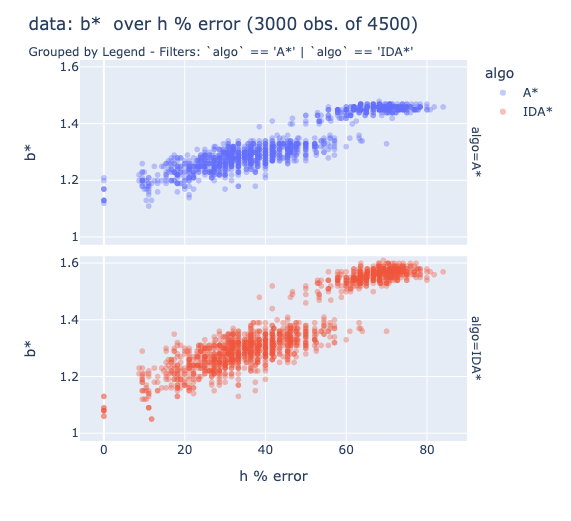 data: b*  over h % error (3000 obs. of 4500)
Grouped by Legend - Filters: `algo` == 'A*' | `algo` == 'IDA*'
algo
A*
IDA*
1.6
1.4
1.2
1
b*
algo=A*
1.6
1.4
1.2
1
b*
algo=IDA*
0 20 40 60 80
h % error